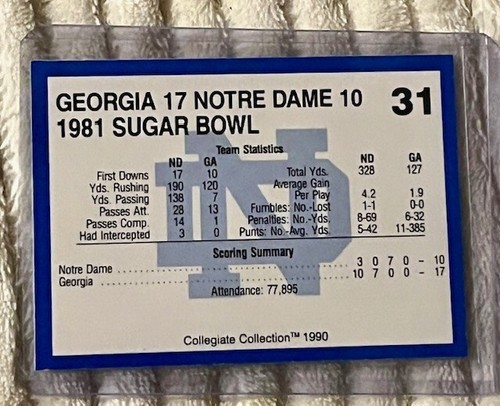 GEORGIA 17 NOTRE DAME 10 31
1981 SUGAR BOWL
Team Statistics
ND GA
First Downs 17 10
Yds. Rushing 190 120
Yds. Passing 138 7
Passes Att. 28 13
Passes Comp. 14 1
Had Intercepted 3 0
ND GA
Total Yds. 328 127
Average Gain
Per Play 4.2 1.9
Fumbles: No.-Lost 1-1 0-0
Penalties: No.-Yds. 8-69 6-32
Punts: No.-Avg. Yds. 5-42 11-385
Scoring Summary
Notre Dame 3 0 7 0 - 10
Georgia 10 7 0 0 - 17
Attendance: 77,895
Collegiate Collection™ 1990
ND